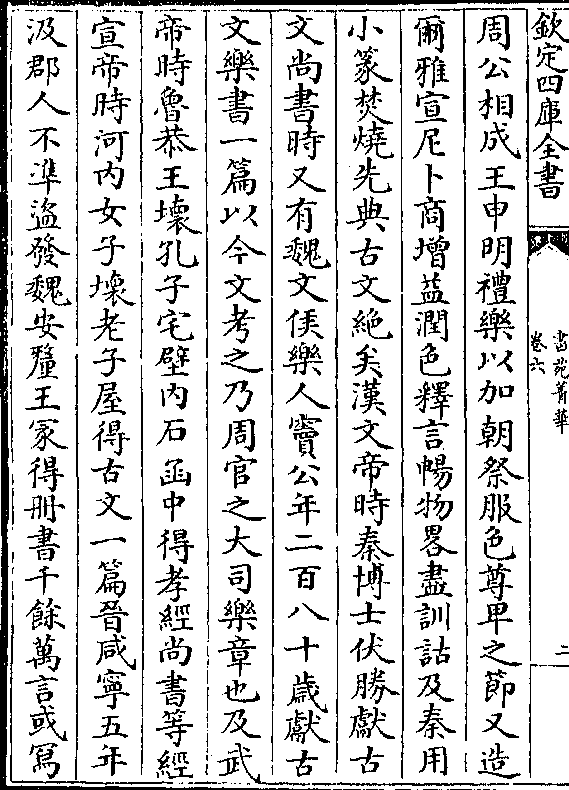 欽定四庫全書
書苑菁華
卷六
二
周公相成王申明禮樂以加朝祭服色尊卑之節又造
爾雅宣尼卜商增益潤色釋言暢物畧盡訓詁及秦用
小篆焚燒先典古文絶矣漢文帝時秦博士伏勝獻古
文尚書時又有魏文侯樂人竇公年二百八十歲獻古
文樂書一篇以今文考之乃周官之大司樂章也及武
帝時魯恭王壞孔子宅壁内石函中得孝經尚書等經
宣帝時河内女子壞老子屋得古文一篇晉咸寧五年
汲郡人不準盜發魏安釐王冢得冊書千餘萬言或寫